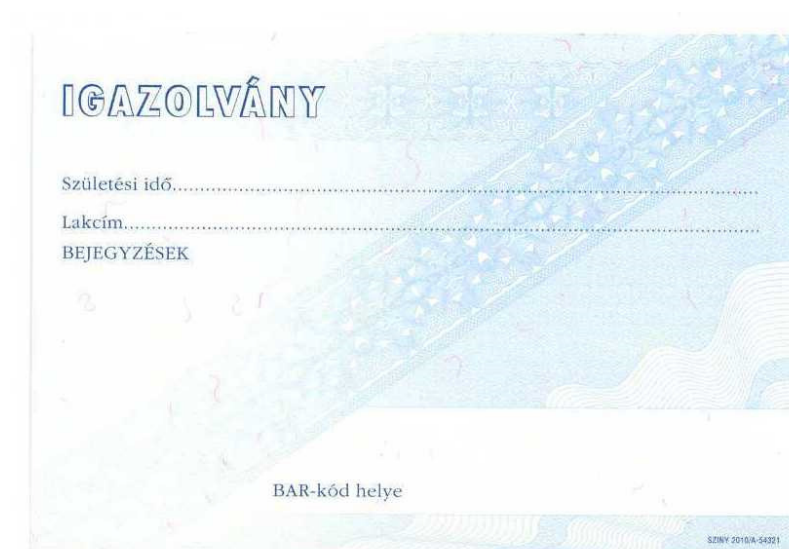 IGAZOLVÁNY
Születési idő........................................................................
Lakcím........................................................................
BEJEGYZÉSEK
BAR-kód helye
SZINY 2010/A-54321